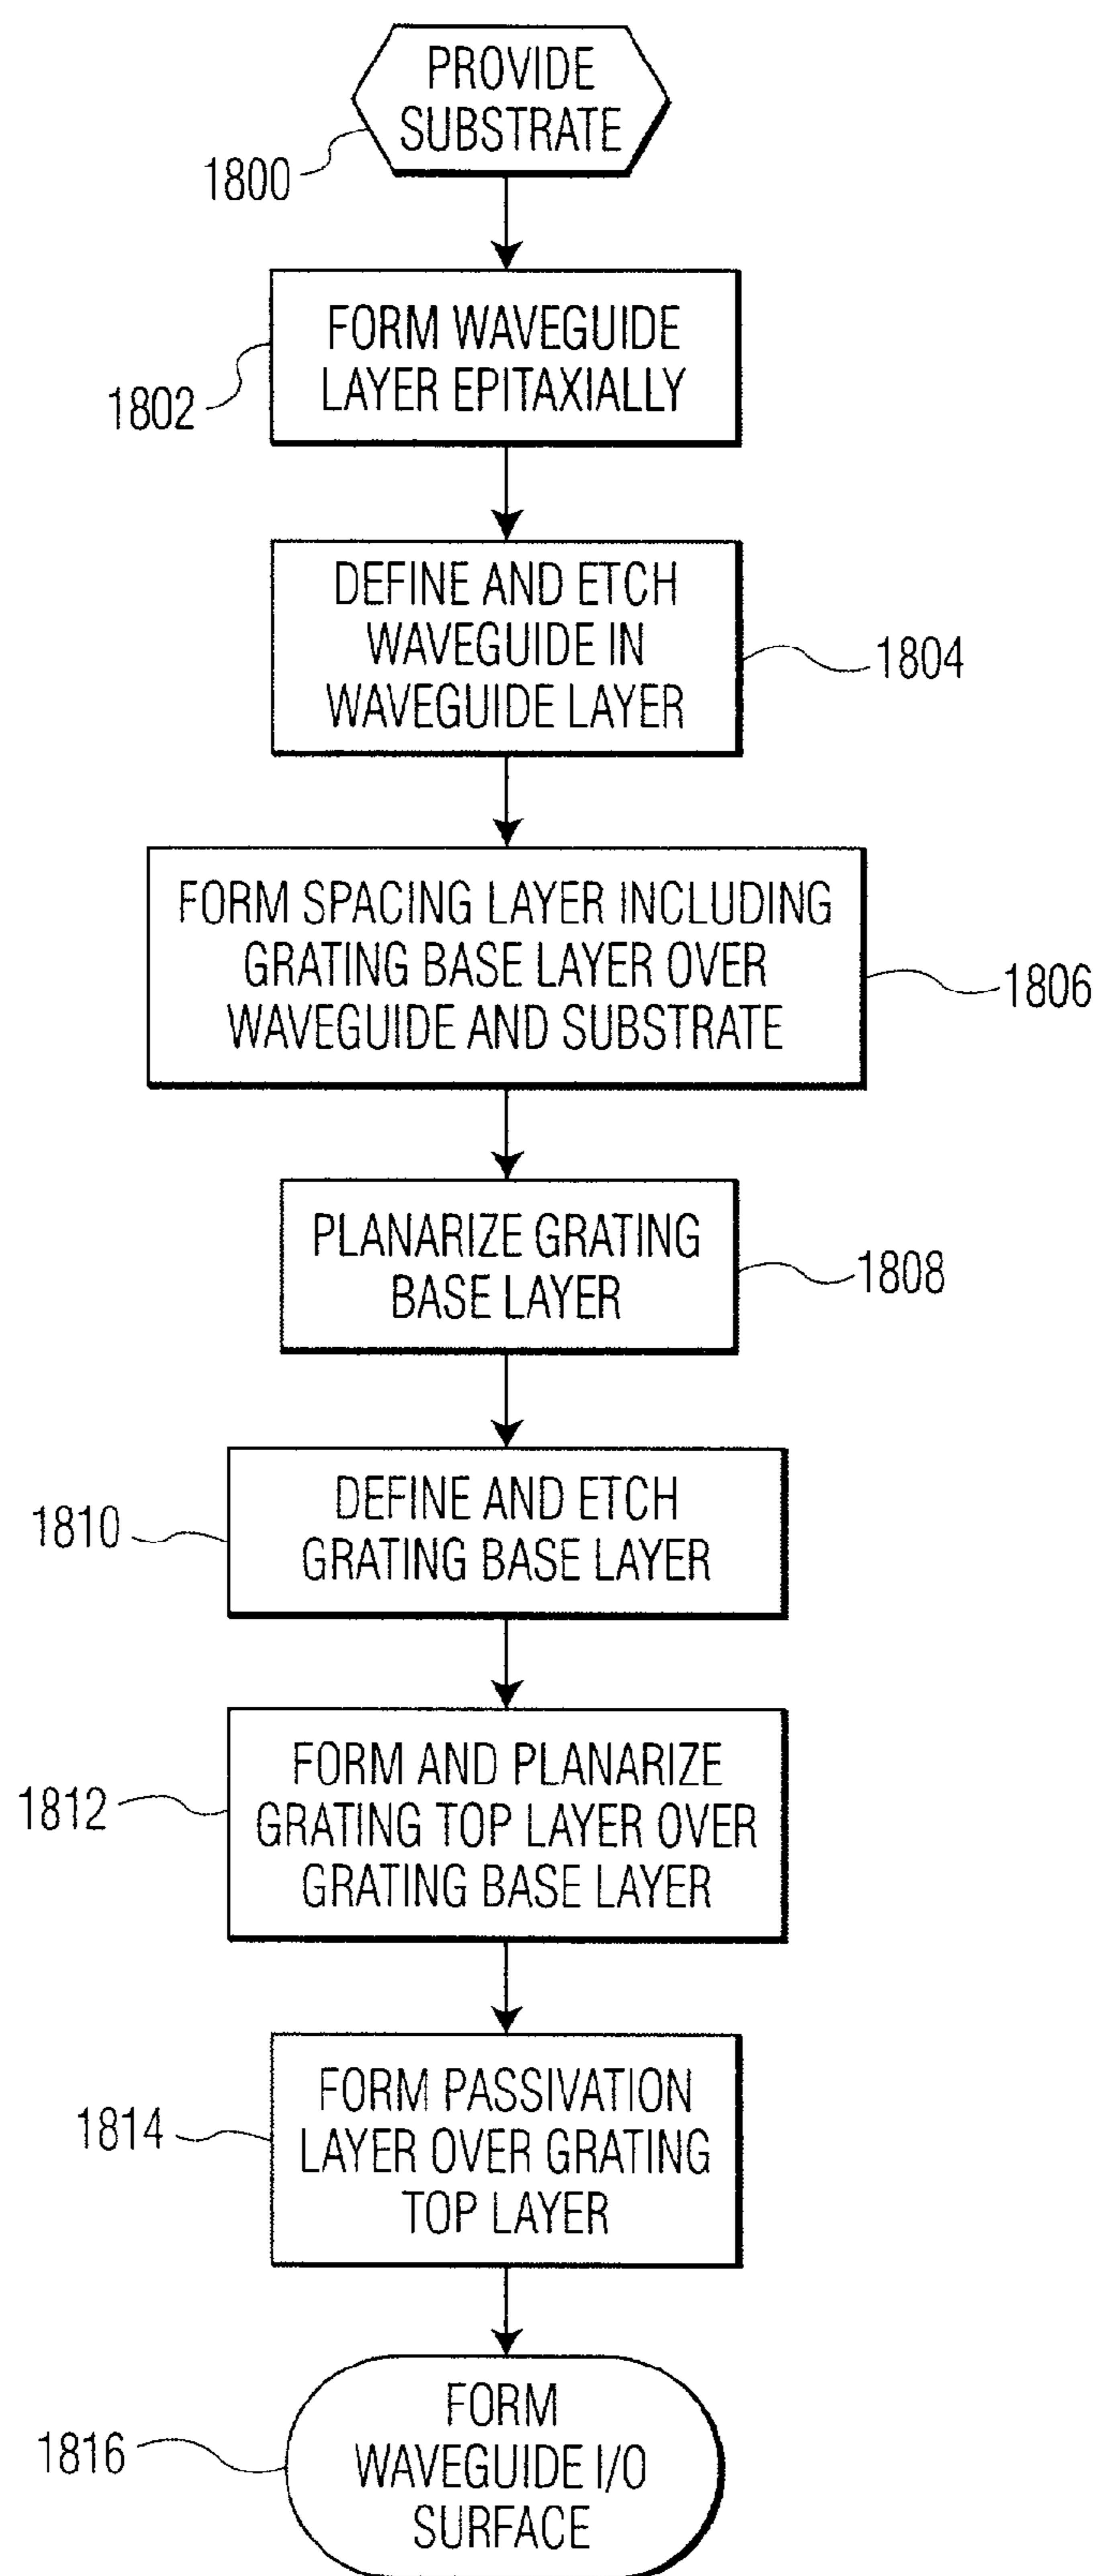 PROVIDE
SUBSTRATE
1800
FORM WAVEGUIDE
LAYER EPITAXIALLY
1802
DEFINE AND ETCH
WAVEGUIDE IN
WAVEGUIDE LAYER
1804
FORM SPACING LAYER INCLUDING
GRATING BASE LAYER OVER
WAVEGUIDE AND SUBSTRATE
1806
PLANARIZE GRATING
BASE LAYER
1808
DEFINE AND ETCH
GRATING BASE LAYER
1810
FORM AND PLANARIZE
GRATING TOP LAYER OVER
GRATING BASE LAYER
1812
FORM PASSIVATION
LAYER OVER GRATING
TOP LAYER
1814
FORM
WAVEGUIDE I/O
SURFACE
1816